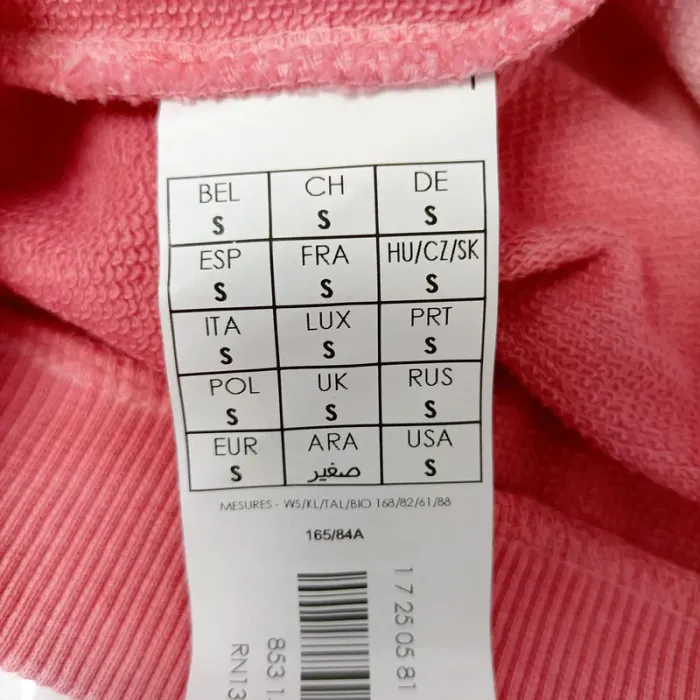 BEL CH DE
S S S
ESP FRA HU/CZ/SK
S S S
ITA LUX PRT
S S S
POL UK RUS
S S S
EUR ARA USA
S صغير S
MESURES - WS/KL/TAL/BIO 168/82/61/88
165/84A
1 7 25 05 81
853 1
RN13